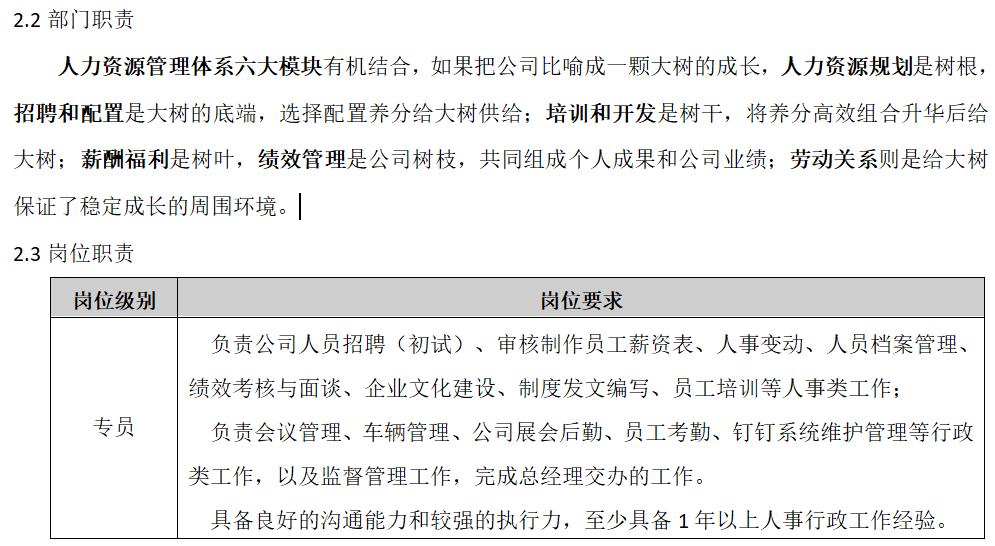 2.2 部门职责
人力资源管理体系六大模块有机结合，如果把公司比喻成一颗大树的成长，人力资源规划是树根，
招聘和配置是大树的底端，选择配置养分给大树供给；培训和开发是树干，将养分高效组合升华后给
大树；薪酬福利是树叶，绩效管理是公司树枝，共同组成个人成果和公司业绩；劳动关系则是给大树
保证了稳定成长的周围环境。
2.3 岗位职责
岗位级别 岗位要求
负责公司人员招聘（初试）、审核制作员工薪资表、人事变动、人员档案管理、
绩效考核与面谈、企业文化建设、制度发文编写、员工培训等人事类工作；
专员
负责会议管理、车辆管理、公司展会后勤、员工考勤、钉钉系统维护管理等行政
类工作，以及监督管理工作，完成总经理交办的工作。
具备良好的沟通能力和较强的执行力，至少具备 1 年以上人事行政工作经验。